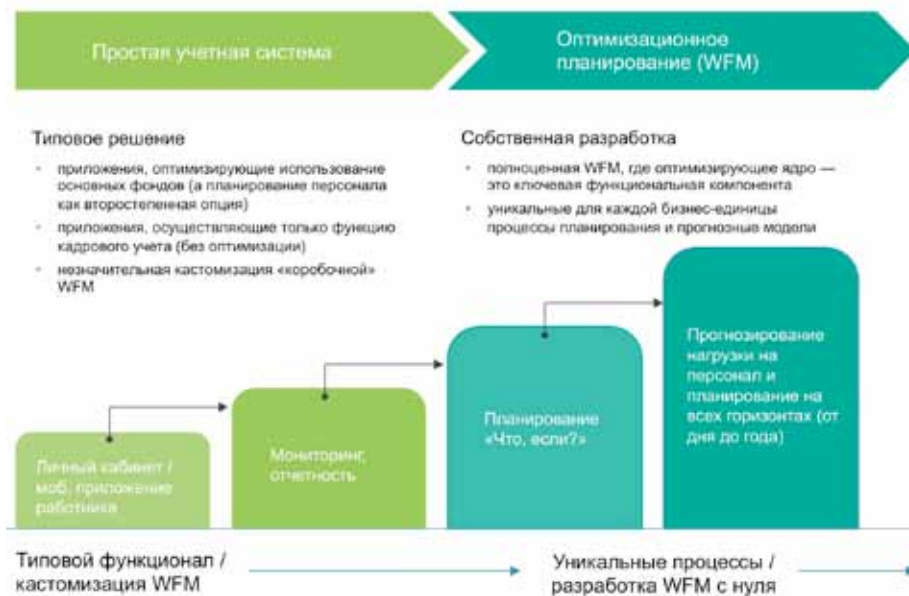 Простая учетная система
Оптимизационное
планирование (WFM)
Типовое решение
приложения, оптимизирующие использование
основных фондов (а планирование персонала
как второстепенная опция)
приложения, осуществляющие только функцию
кадрового учета (без оптимизации)
незначительная кастомизация «коробочной»
WFM
Собственная разработка
полноценная WFM, где оптимизирующее ядро —
это ключевая функциональная компонента
уникальные для каждой бизнес-единицы
процессы планирования и прогнозные модели
Личный кабинет /
моб. приложение
работника
Мониторинг,
отчетность
Планирование
«Что, если?»
Прогнозирование
нагрузки на
персонал и
планирование на
всех горизонтах (от
дня до года)
Типовой функционал /
кастомизация WFM
Уникальные процессы /
разработка WFM с нуля